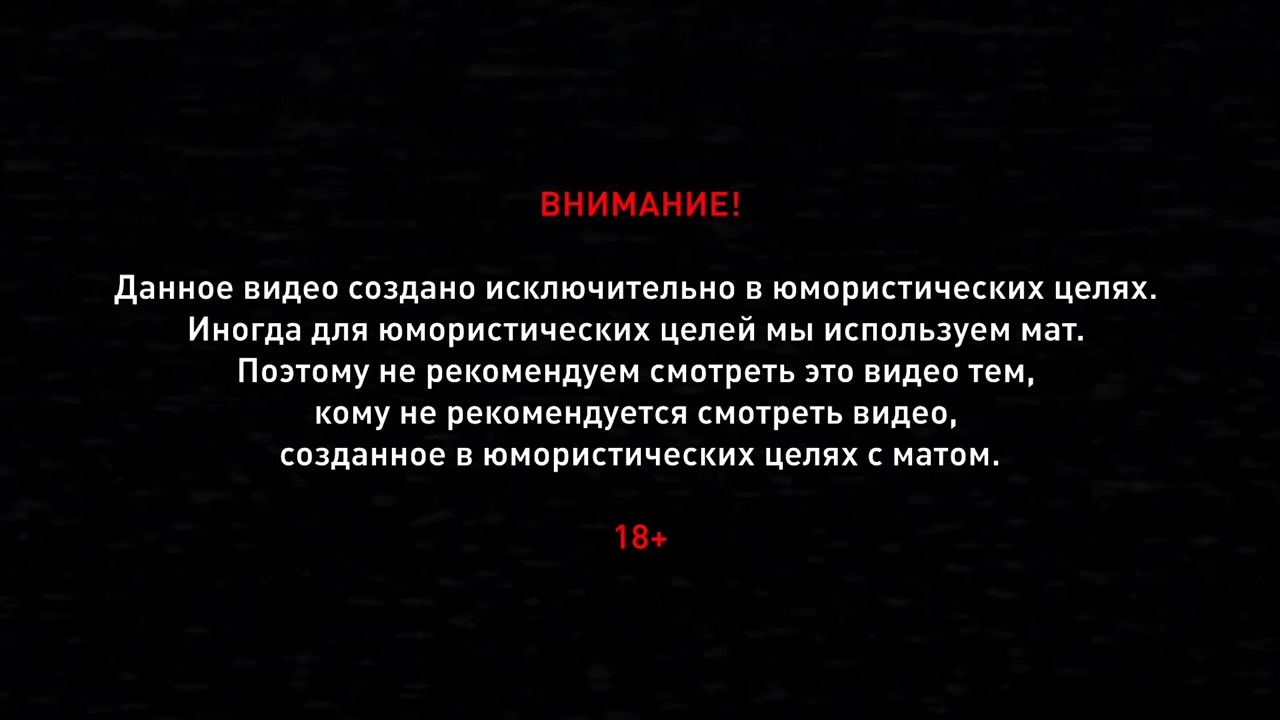 ВНИМАНИЕ!
Данное видео создано исключительно в юмористических целях.
Иногда для юмористических целей мы используем мат.
Поэтому не рекомендуем смотреть это видео тем,
кому не рекомендуется смотреть видео,
созданное в юмористических целях с матом.
18+